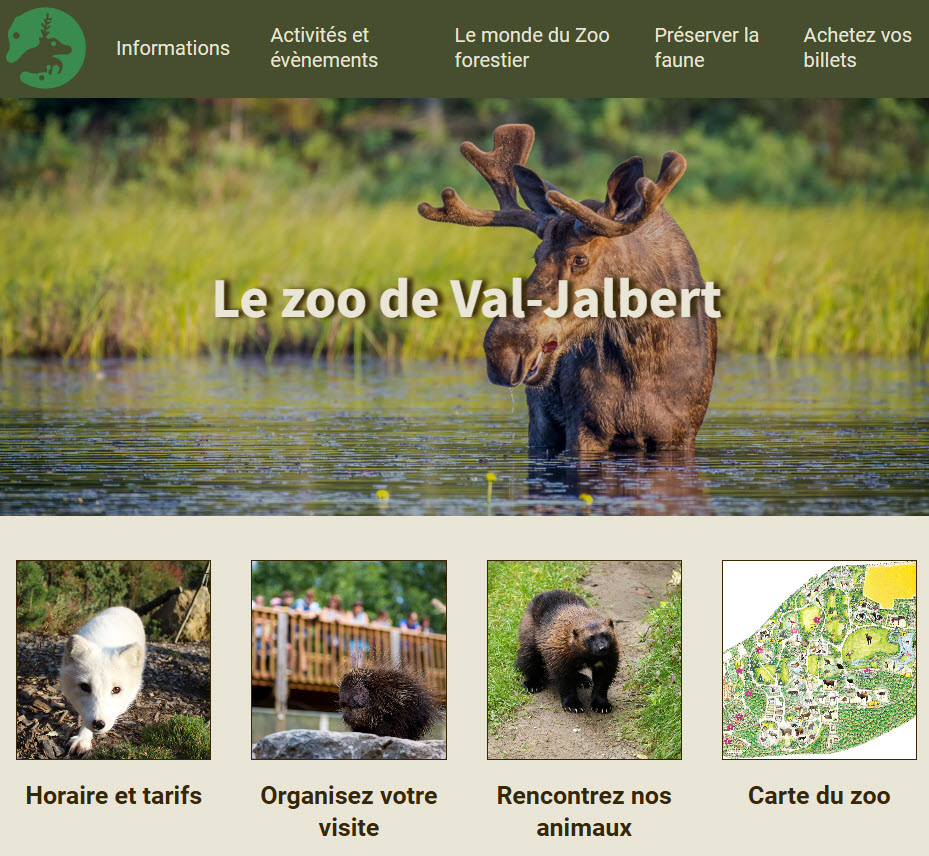 Informations
Activités et
évènements
Le monde du Zoo
forestier
Préserver la
faune
Achetez vos
billets
Le zoo de Val-Jalbert
Horaire et tarifs
Organisez votre
visite
Rencontrez nos
animaux
Carte du zoo